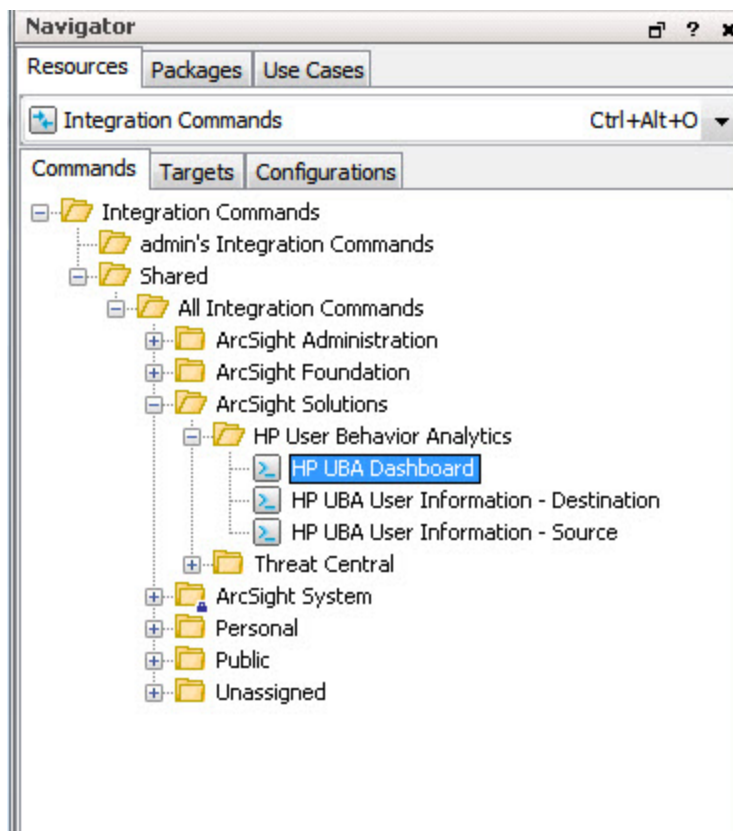 Navigator ?
Resources Packages Use Cases
Integration Commands Ctrl+Alt+O
Commands Targets Configurations
Integration Commands
admin's Integration Commands
Shared
All Integration Commands
ArcSight Administration
ArcSight Foundation
ArcSight Solutions
HP User Behavior Analytics
HP UBA Dashboard
HP UBA User Information - Destination
HP UBA User Information - Source
Threat Central
ArcSight System
Personal
Public
Unassigned